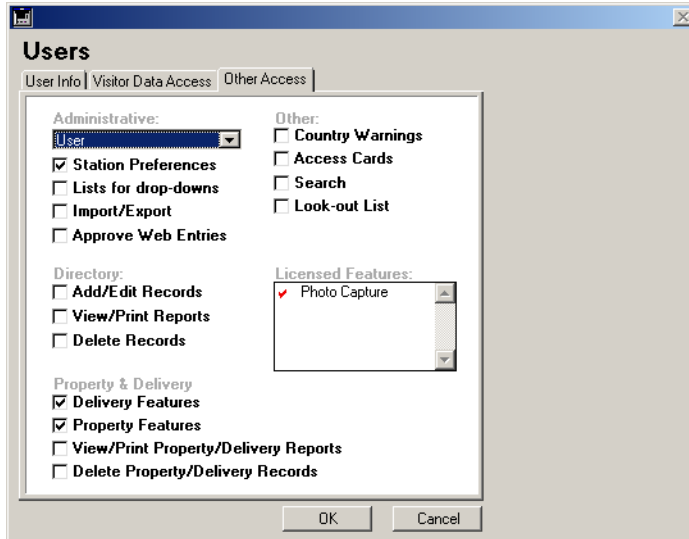 Users
User Info Visitor Data Access Other Access
Administrative:
User
Station Preferences
Lists for drop-downs
Import/Export
Approve Web Entries
Other:
Country Warnings
Access Cards
Search
Look-out List
Directory:
Add/Edit Records
View/Print Reports
Delete Records
Licensed Features:
Photo Capture
Property & Delivery
Delivery Features
Property Features
View/Print Property/Delivery Reports
Delete Property/Delivery Records
OK Cancel